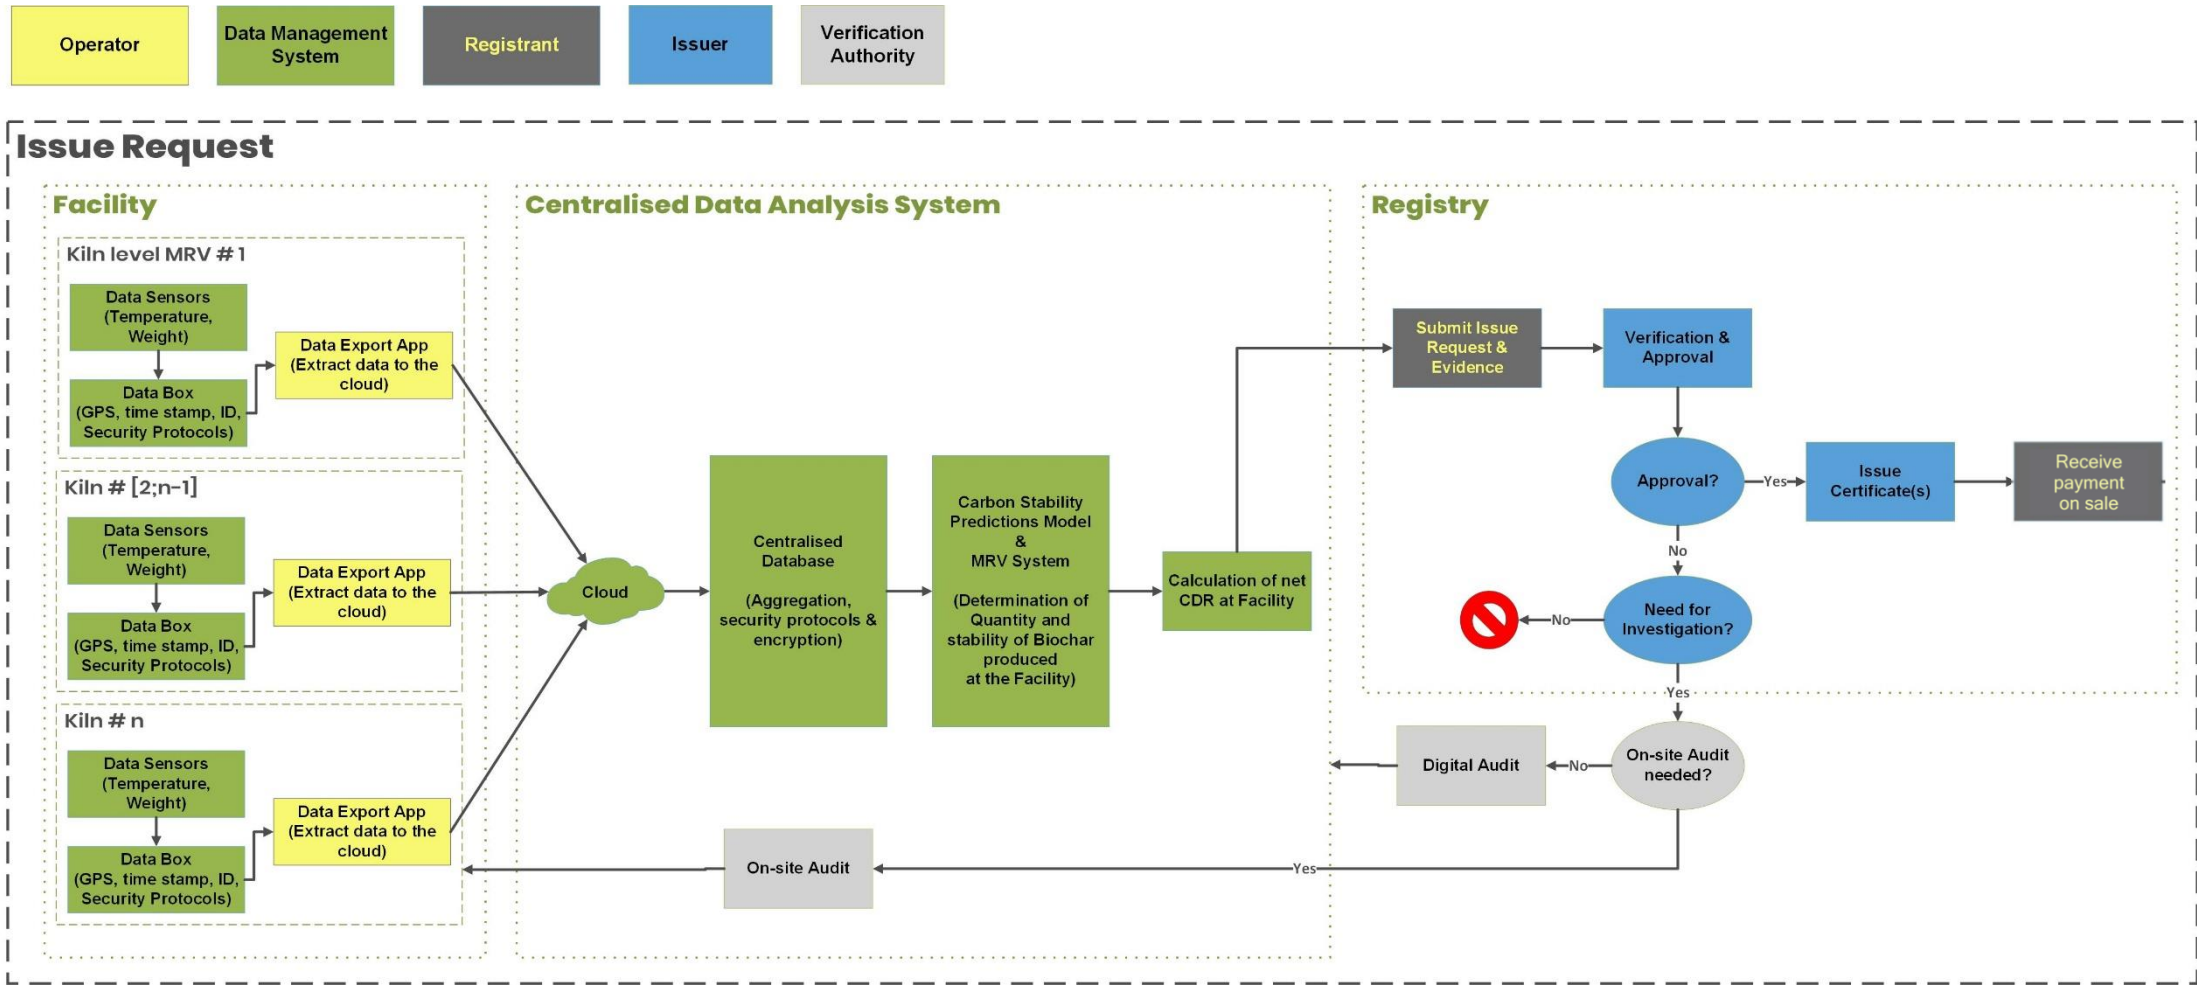 Operator
Data Management
System
Registrant
Issuer
Verification
Authority
Issue Request
Facility
Kiln level MRV # 1
Data Sensors
(Temperature,
Weight)
Data Box
(GPS, time stamp, ID,
Security Protocols)
Data Export App
(Extract data to the
cloud)
Kiln # [2;n-1]
Data Sensors
(Temperature,
Weight)
Data Box
(GPS, time stamp, ID,
Security Protocols)
Data Export App
(Extract data to the
cloud)
Kiln # n
Data Sensors
(Temperature,
Weight)
Data Box
(GPS, time stamp, ID,
Security Protocols)
Data Export App
(Extract data to the
cloud)
Centralised Data Analysis System
Cloud
Centralised
Database
(Aggregation,
security protocols &
encryption)
Carbon Stability
Predictions Model
&
MRV System
(Determination of
Quantity and
stability of Biochar
produced
at the Facility)
Calculation of net
CDR at Facility
On-site Audit
Registry
Submit Issue
Request &
Evidence
Verification &
Approval
Approval?
Yes
Issue
Certificate(s)
Receive
payment
on sale
No
Need for
Investigation?
No
Yes
On-site Audit
needed?
No
Digital Audit
Yes